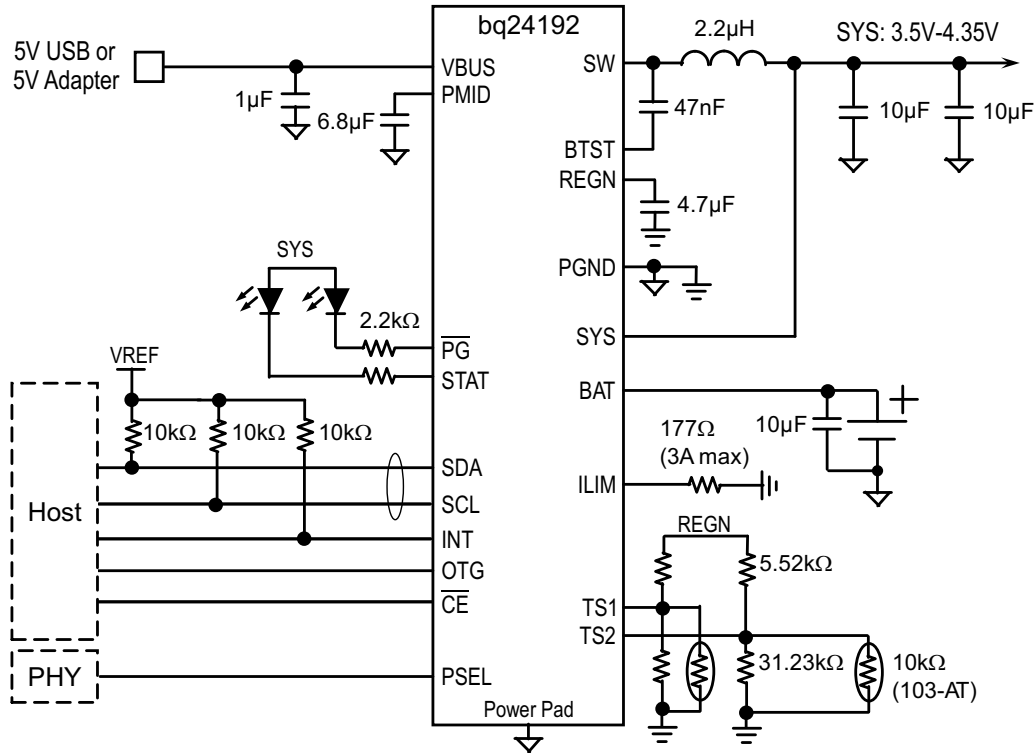 bq24192
5V USB or
5V Adapter
VBUS
PMID
1µF
6.8µF
SW
2.2µH
SYS: 3.5V-4.35V
47nF
10µF
10µF
BTST
REGN
4.7µF
PGND
SYS
SYS
2.2kΩ
PG
STAT
VREF
10kΩ
10kΩ
10kΩ
Host
SDA
SCL
INT
OTG
CE
PHY
PSEL
BAT
10µF
+
177Ω
(3A max)
ILIM
REGN
5.52kΩ
TS1
TS2
31.23kΩ
10kΩ
(103-AT)
Power Pad